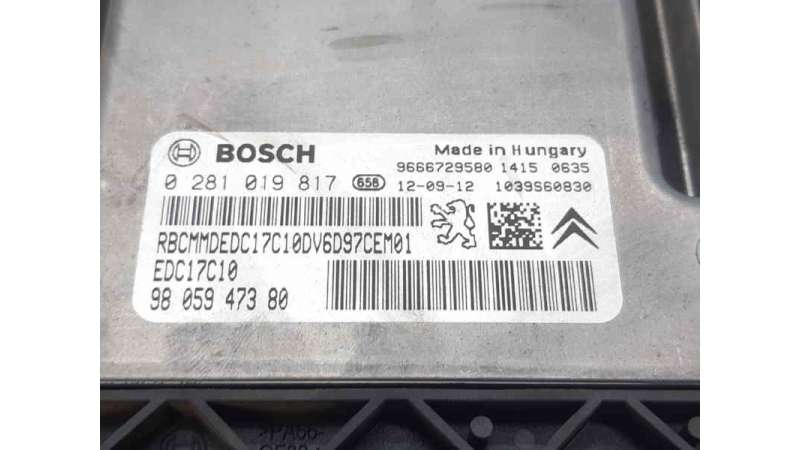 BOSCH
Made in Hungary
9666729580 1415 0635
0 281 019 817 656 12-09-12 1039S60830
RBCMMDEDC17C10DV6D97CEM01
EDC17C10
98 059 473 80
>PA66-